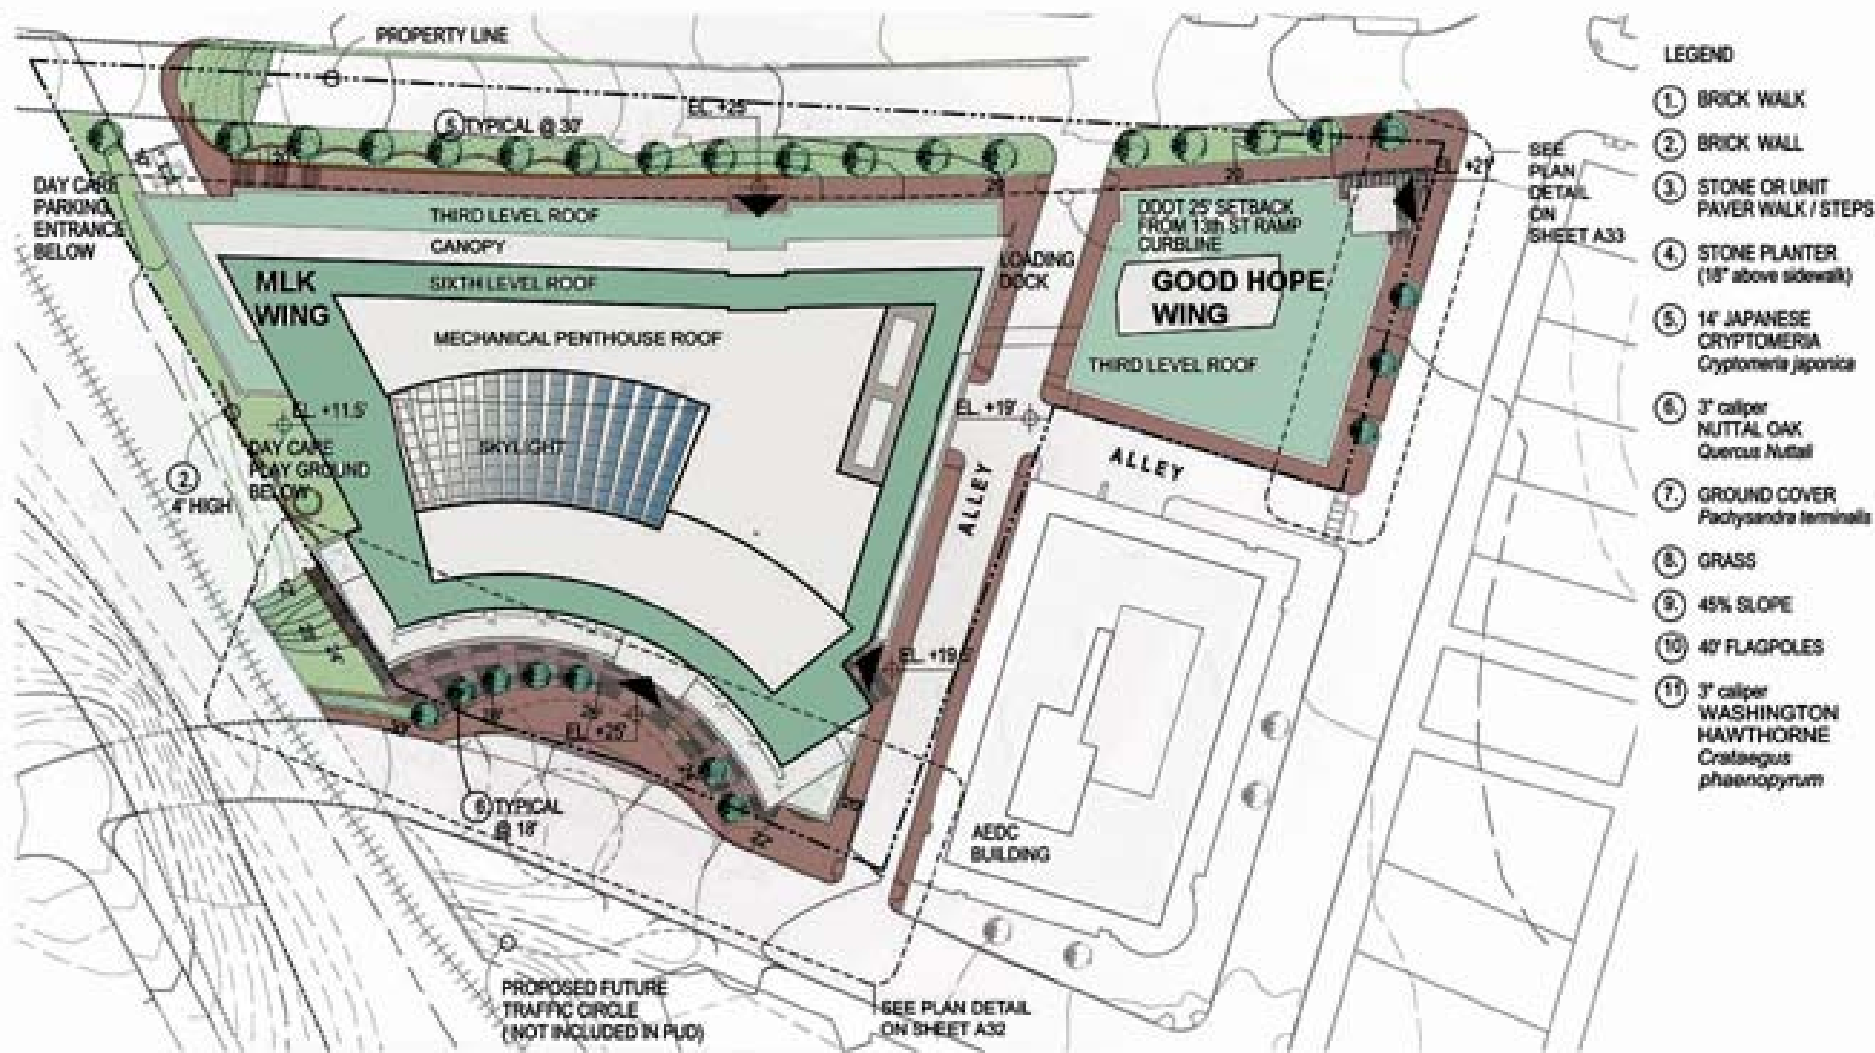 PROPERTY LINE
EL. +25'
5. TYPICAL @ 30'
DAY CARE
PARKING
ENTRANCE
BELOW
THIRD LEVEL ROOF
CANOPY
SIXTH LEVEL ROOF
MLK
WING
MECHANICAL PENTHOUSE ROOF
SKYLIGHT
LOADING
DOCK
DDOT 25' SETBACK
FROM 13th ST RAMP
CURBLINE
GOOD HOPE
WING
THIRD LEVEL ROOF
SEE
PLAN
DETAIL
ON
SHEET A33
EL. +11.5'
DAY CARE
PLAY GROUND
BELOW
2.
4' HIGH
EL. +19'
ALLEY
ALLEY
EL. +25'
6. TYPICAL
@ 18'
AEDC
BUILDING
PROPOSED FUTURE
TRAFFIC CIRCLE
(NOT INCLUDED IN PUD)
SEE PLAN DETAIL
ON SHEET A32
LEGEND
1. BRICK WALK
2. BRICK WALL
3. STONE OR UNIT
PAVER WALK / STEPS
4. STONE PLANTER
(18" above sidewalk)
5. 14' JAPANESE
CRYPTOMERIA
Cryptomeria japonica
6. 3" caliper
NUTTAL OAK
Quercus Nuttall
7. GROUND COVER
Pachysandra terminalis
8. GRASS
9. 45% SLOPE
10 40' FLAGPOLES
11 3" caliper
WASHINGTON
HAWTHORNE
Crataegus
phaenopyrum